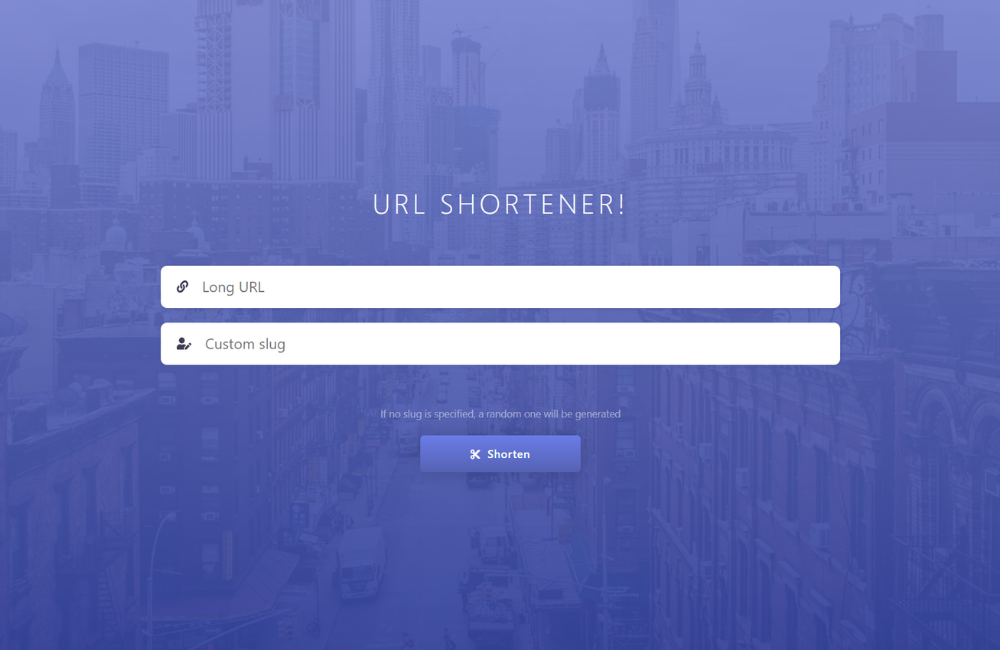 URL SHORTENER!
Long URL
Custom slug
If no slug is specified, a random one will be generated
Shorten